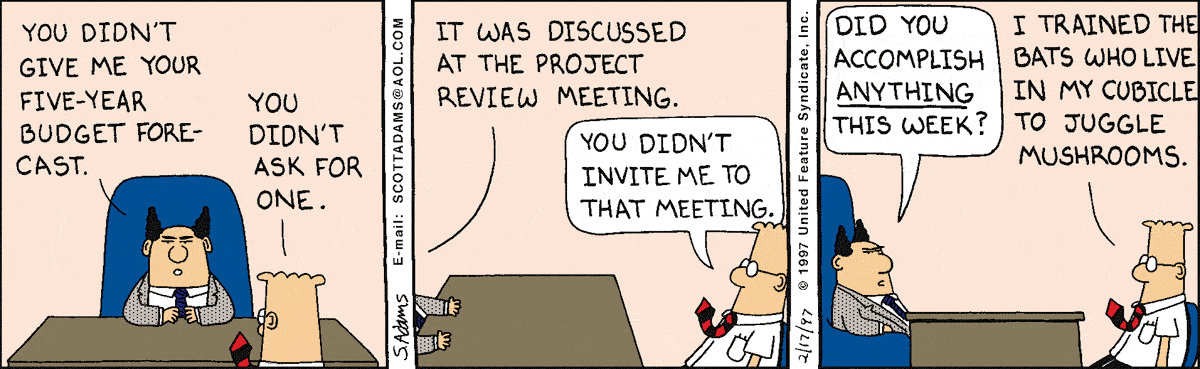 YOU DIDN'T
GIVE ME YOUR
FIVE-YEAR
BUDGET FORE-
CAST.
YOU
DIDN'T
ASK FOR
ONE.
S.Adams
E-mail: SCOTTADAMS@AOL.COM
IT WAS DISCUSSED
AT THE PROJECT
REVIEW MEETING.
YOU DIDN'T
INVITE ME TO
THAT MEETING.
2/17/97
© 1997 United Feature Syndicate, Inc.
DID YOU
ACCOMPLISH
ANYTHING
THIS WEEK?
I TRAINED THE
BATS WHO LIVE
IN MY CUBICLE
TO JUGGLE
MUSHROOMS.